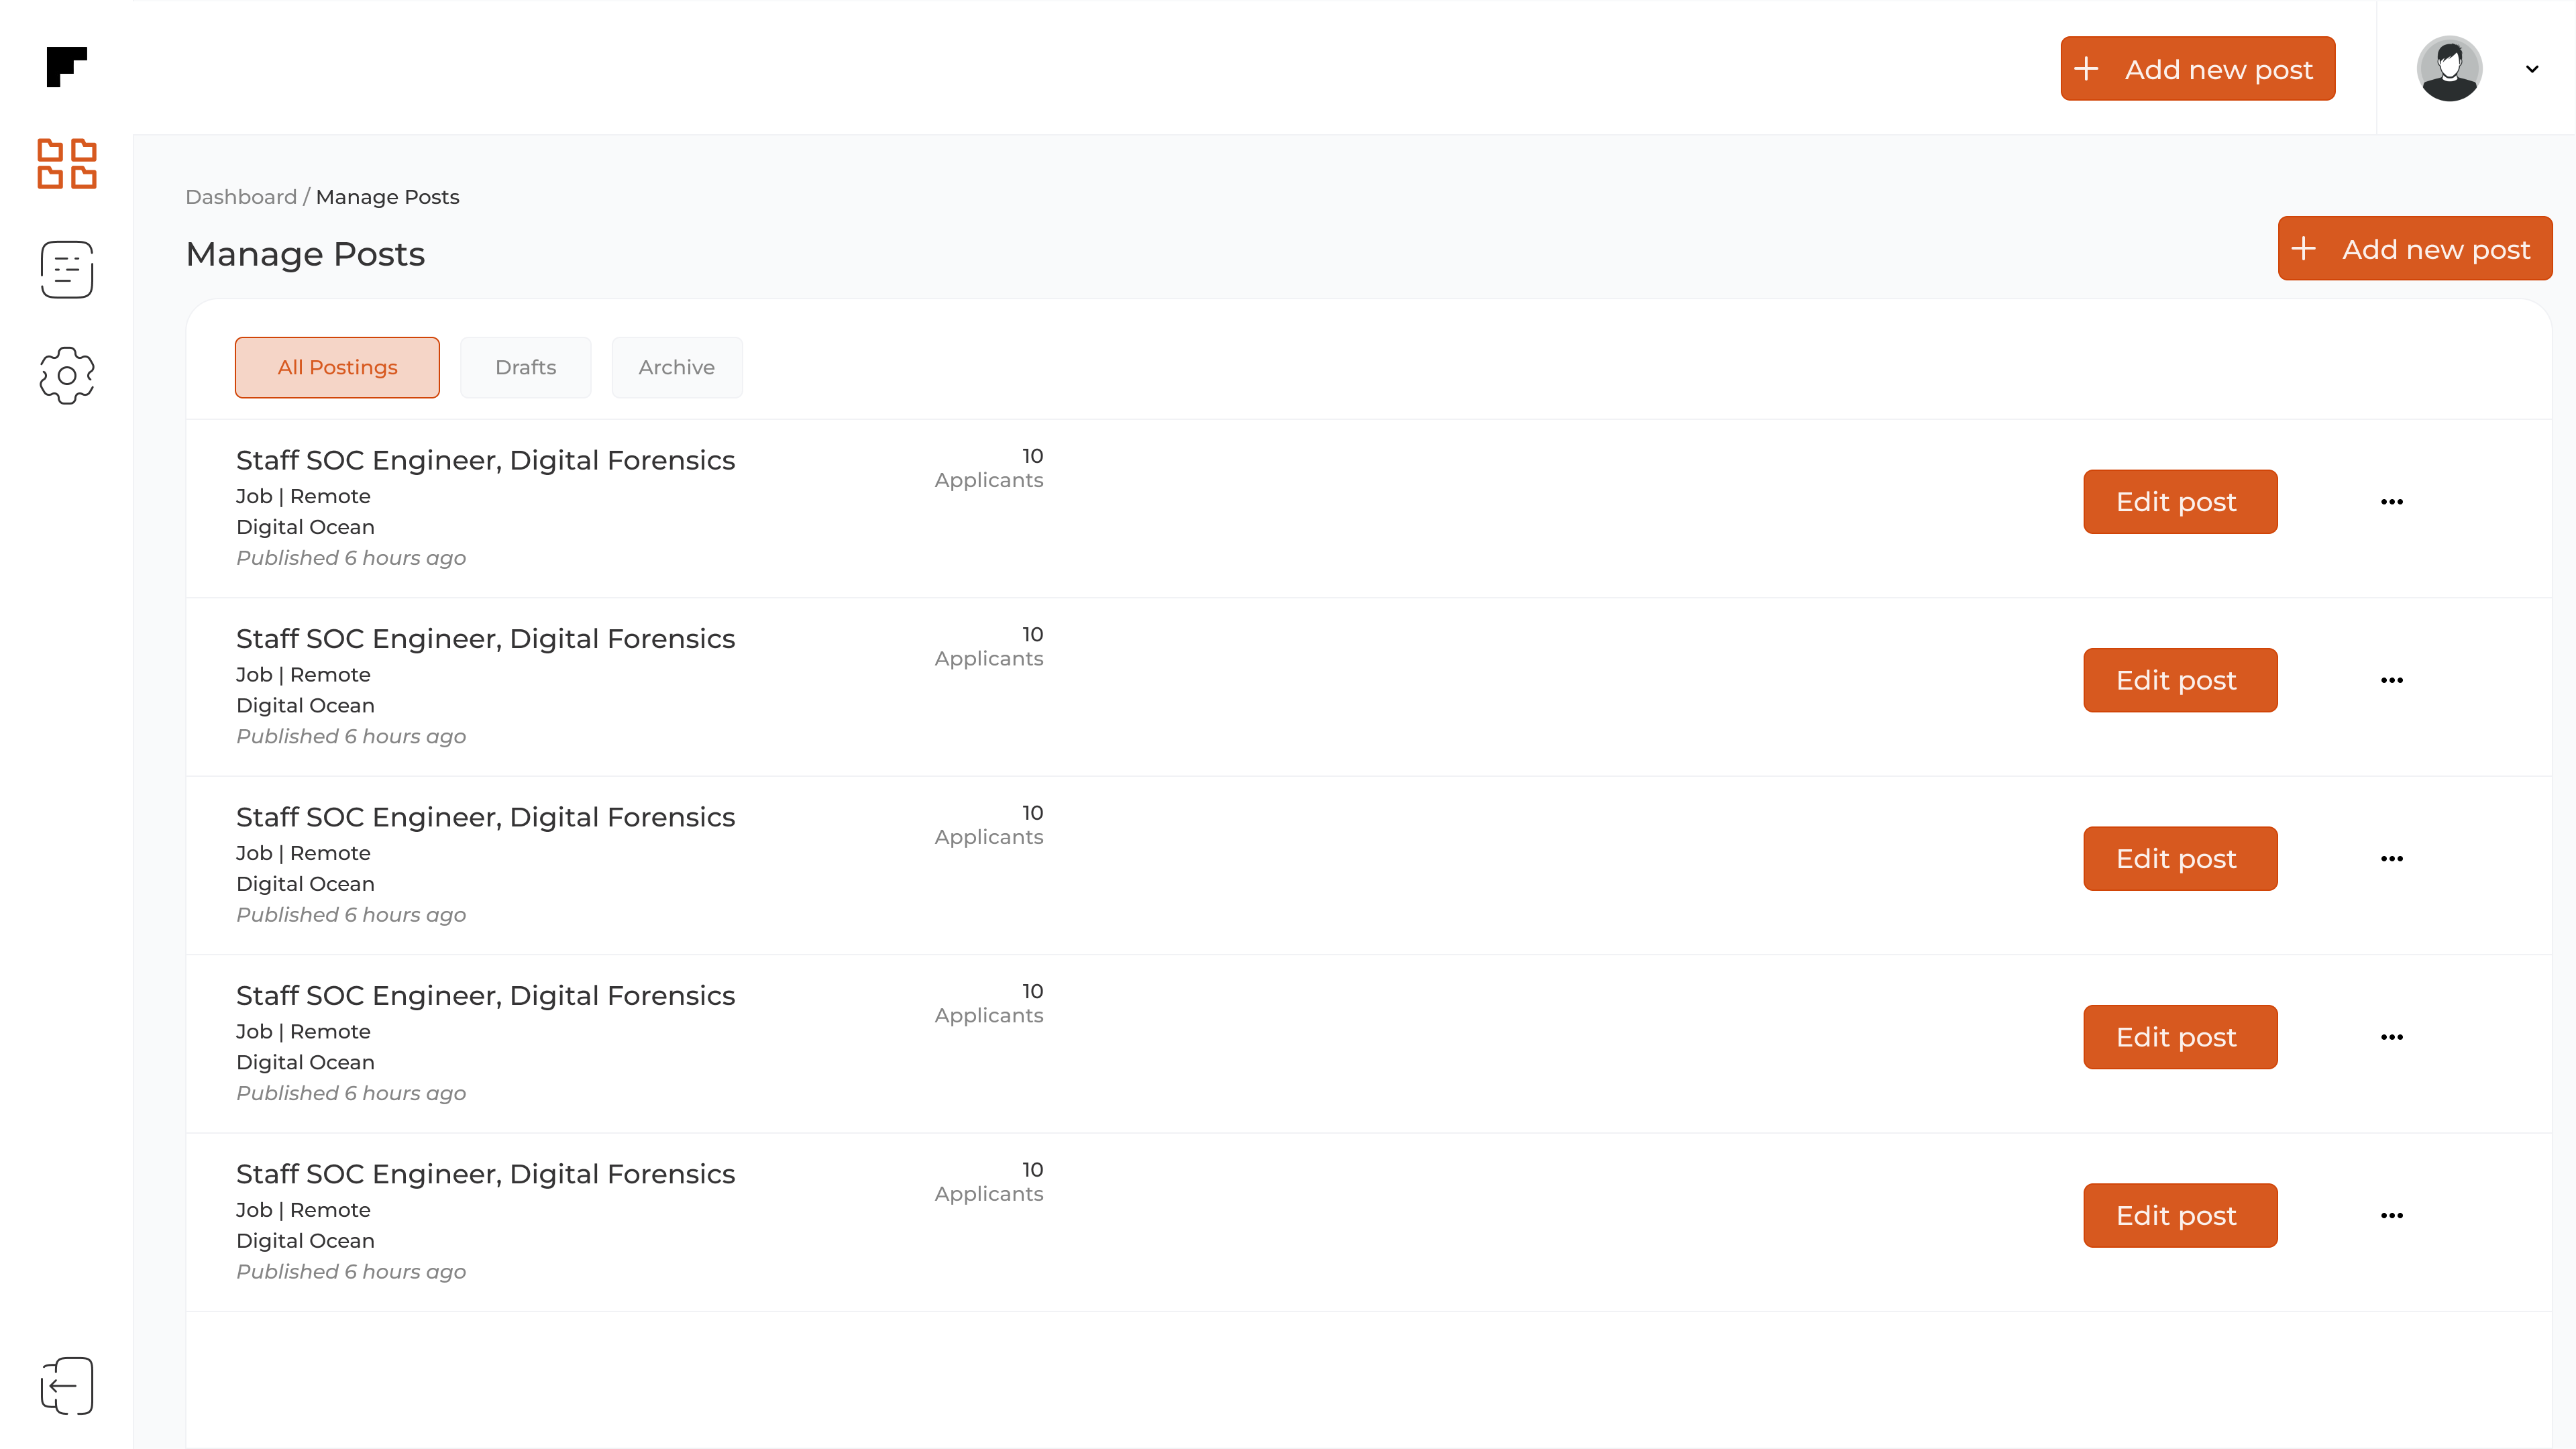 Add new post
Dashboard / Manage Posts
Manage Posts
Add new post
All Postings
Drafts
Archive
Staff SOC Engineer, Digital Forensics
Job | Remote
Digital Ocean
Published 6 hours ago
10
Applicants
Edit post
Staff SOC Engineer, Digital Forensics
Job | Remote
Digital Ocean
Published 6 hours ago
10
Applicants
Edit post
Staff SOC Engineer, Digital Forensics
Job | Remote
Digital Ocean
Published 6 hours ago
10
Applicants
Edit post
Staff SOC Engineer, Digital Forensics
Job | Remote
Digital Ocean
Published 6 hours ago
10
Applicants
Edit post
Staff SOC Engineer, Digital Forensics
Job | Remote
Digital Ocean
Published 6 hours ago
10
Applicants
Edit post